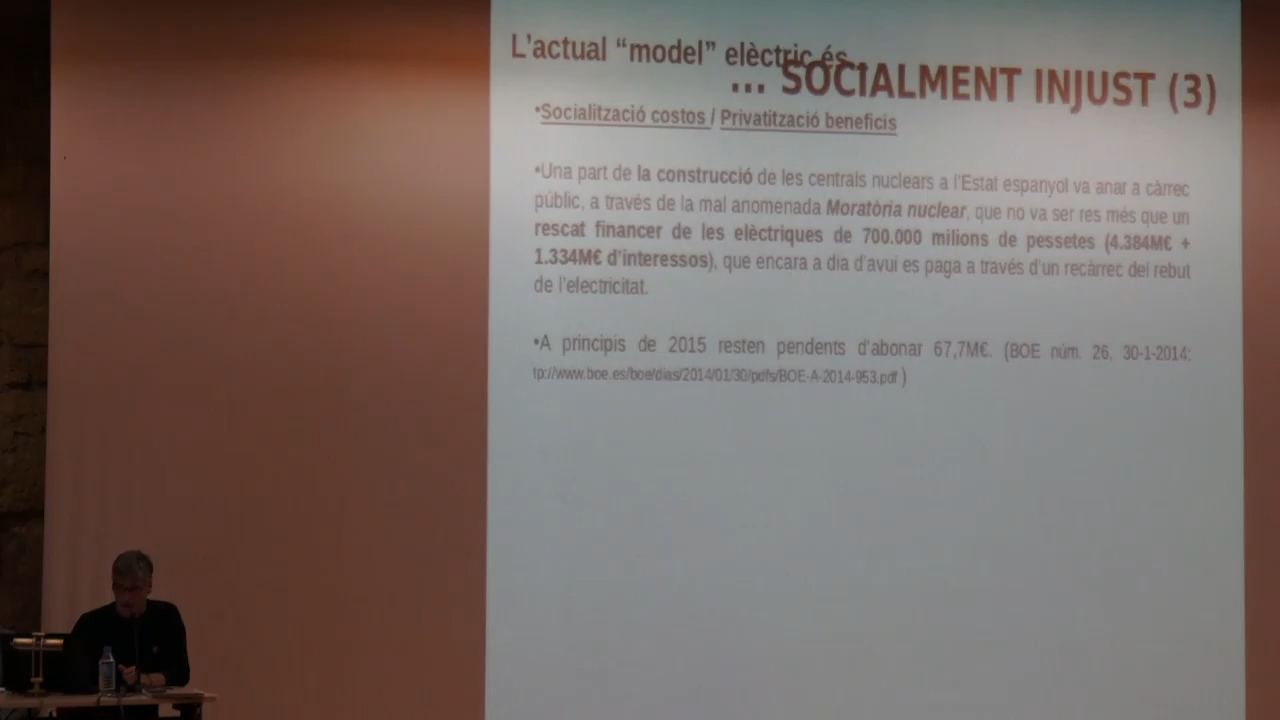 L'actual “model” elèctric és...
... SOCIALMENT INJUST (3)
•Socialització costos / Privatització beneficis
•Una part de la construcció de les centrals nuclears a l'Estat espanyol va anar a càrrec
públic, a través de la mal anomenada Moratòria nuclear, que no va ser res més que un
rescat financer de les elèctriques de 700.000 milions de pessetes (4.384M€ +
1.334M€ d'interessos), que encara a dia d'avui es paga a través d'un recàrrec del rebut
de l'electricitat.
•A principis de 2015 resten pendents d'abonar 67,7M€. (BOE núm. 26, 30-1-2014:
tp://www.boe.es/boe/dias/2014/01/30/pdfs/BOE-A-2014-953.pdf )